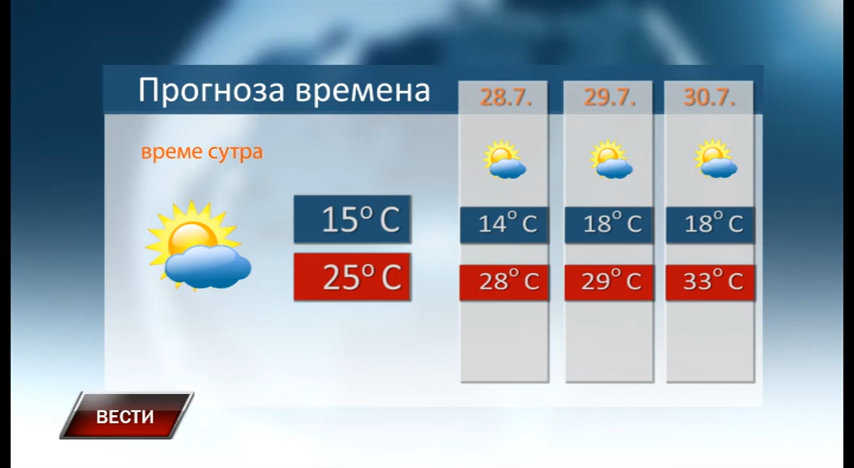 Прогноза времена
време сутра
15° C
25° C
28.7. 29.7. 30.7.
14° C 18° C 18° C
28° C 29° C 33° C
ВЕСТИ